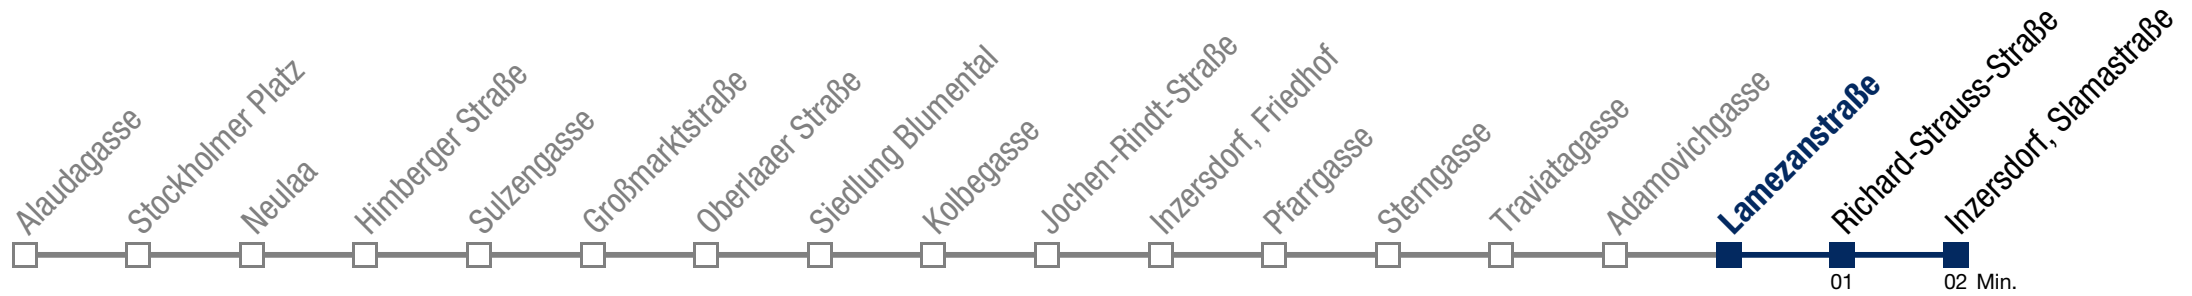 Alaudagasse
Stockholmer Platz
Neulaa
Himberger Straße
Sulzengasse
Großmarktstraße
Oberlaaer Straße
Siedlung Blumental
Kolbegasse
Jochen-Rindt-Straße
Inzersdorf, Friedhof
Pfarrgasse
Sterngasse
Traviatagasse
Adamovichgasse
Lamezanstraße
Richard-Strauss-Straße
Inzersdorf, Slamastraße
01
02 Min.